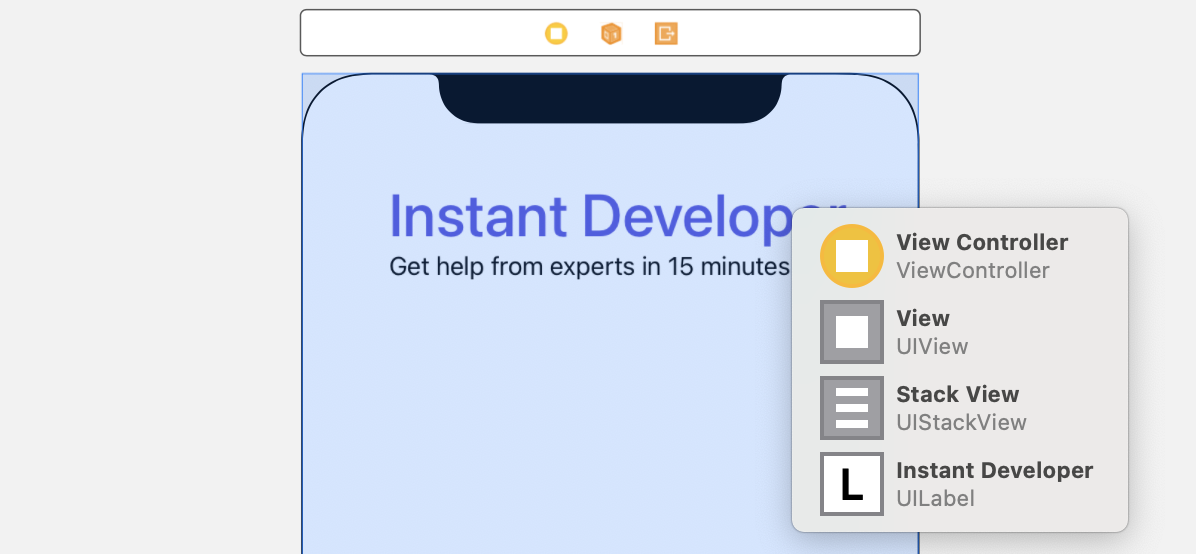 Instant Developer
Get help from experts in 15 minutes
View Controller
ViewController
View
UIView
Stack View
UIStackView
L
Instant Developer
UILabel